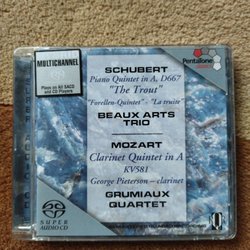 MULTICHANNEL
Plays on All SACD
and CD Players
PentaTone
SCHUBERT
Piano Quintet in A, D667
"The Trout"
"Forellen-Quintet" - "La truite"
BEAUX ARTS
TRIO
MOZART
Clarinet Quintet in A
KV581
George Pieterson – clarinet
GRUMIAUX
QUARTET
SUPER
AUDIO CD